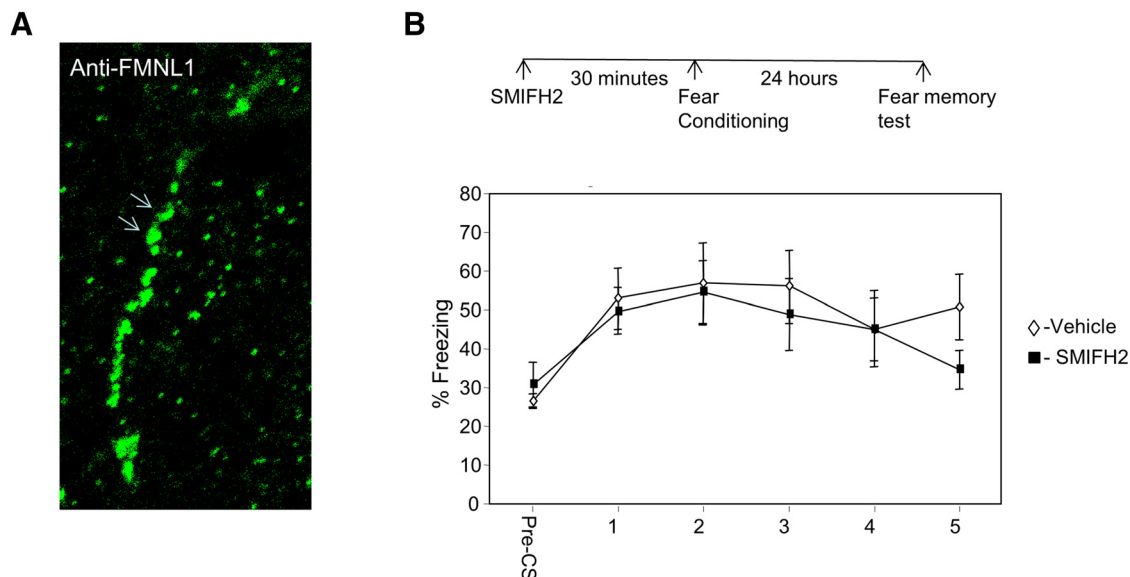 A
Anti-FMNL1
B
30 minutes
24 hours
SMIFH2
Fear
Conditioning
Fear memory
test
80
70
60
50
40
30
20
10
0
% Freezing
Pre-CS
1
2
3
4
5
-Vehicle
- SMIFH2